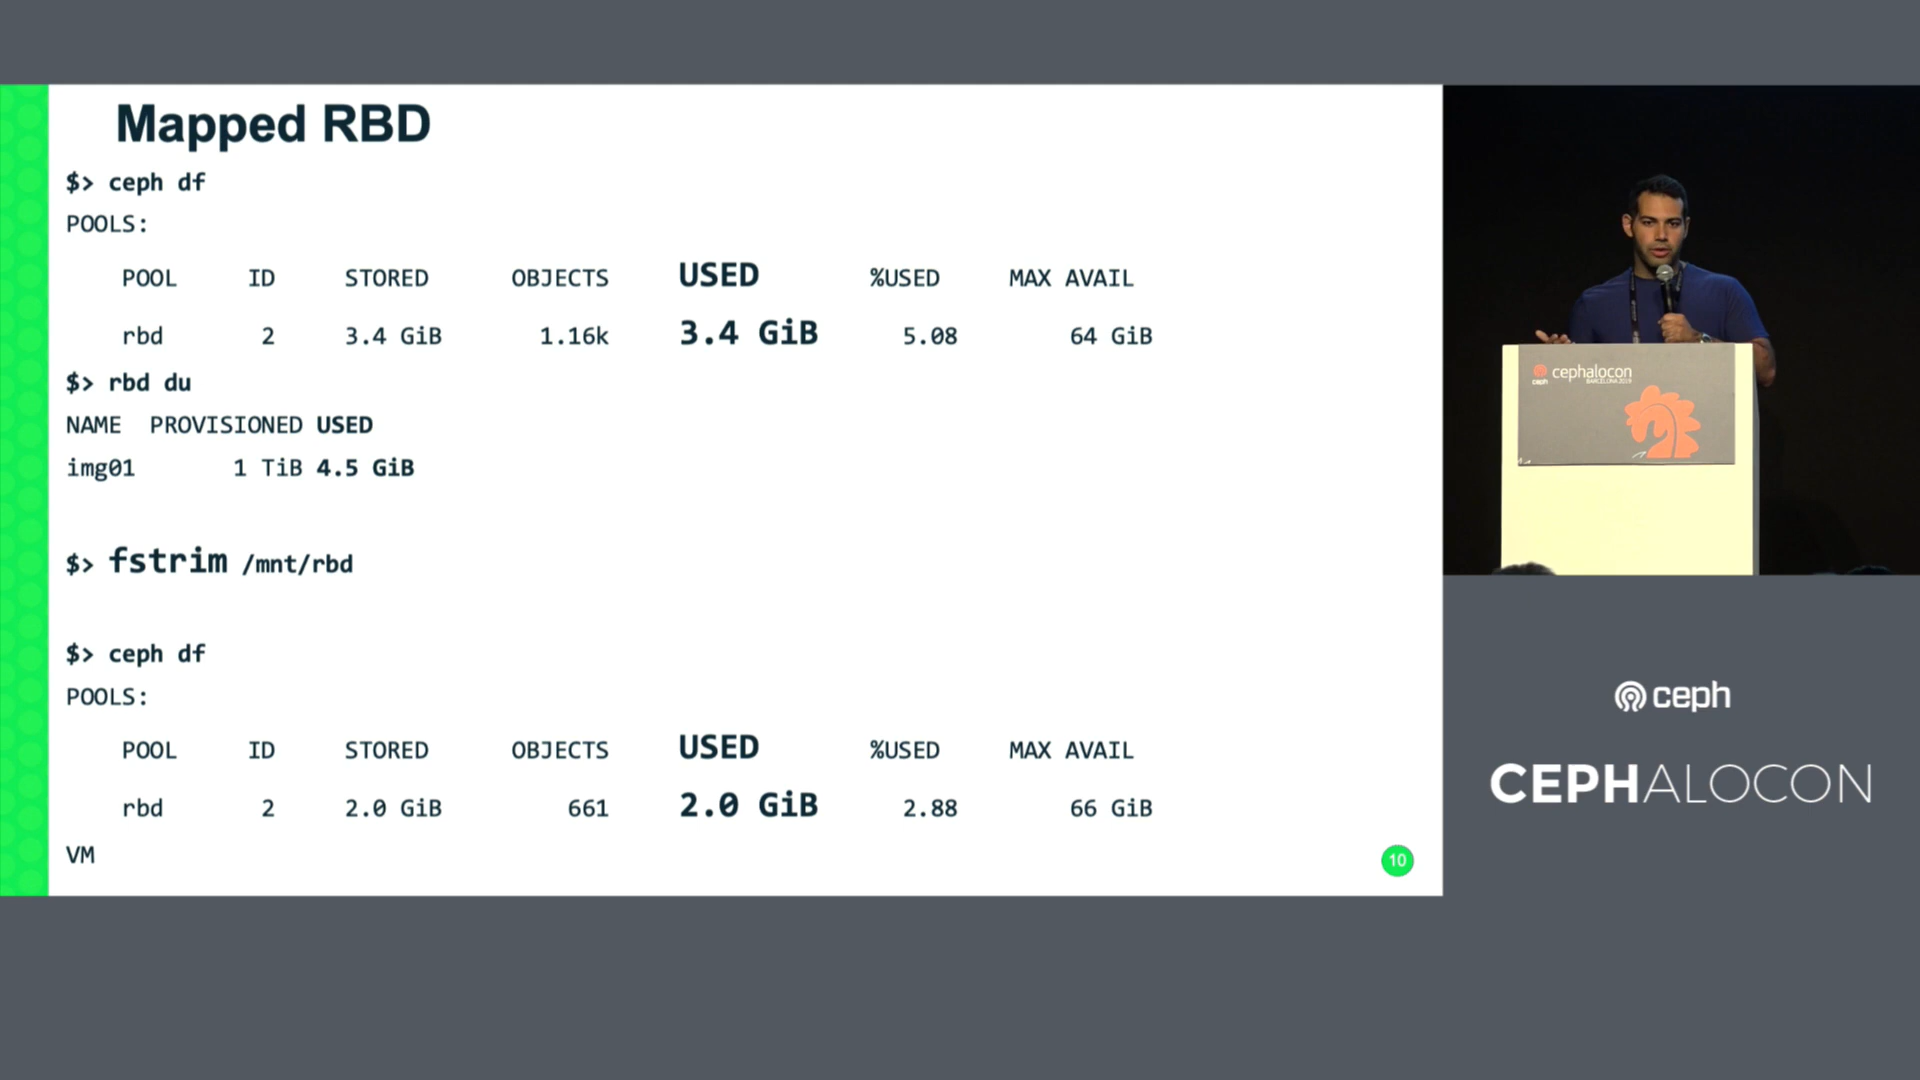 Mapped RBD
$> ceph df
POOLS:
POOL ID STORED OBJECTS USED %USED MAX AVAIL
rbd 2 3.4 GiB 1.16k 3.4 GiB 5.08 64 GiB
$> rbd du
NAME PROVISIONED USED
img01 1 TiB 4.5 GiB
$> fstrim /mnt/rbd
$> ceph df
POOLS:
POOL ID STORED OBJECTS USED %USED MAX AVAIL
rbd 2 2.0 GiB 661 2.0 GiB 2.88 66 GiB
VM
10
ceph
cephalocon
BARCELONA 2019
ceph
CEPHALOCON